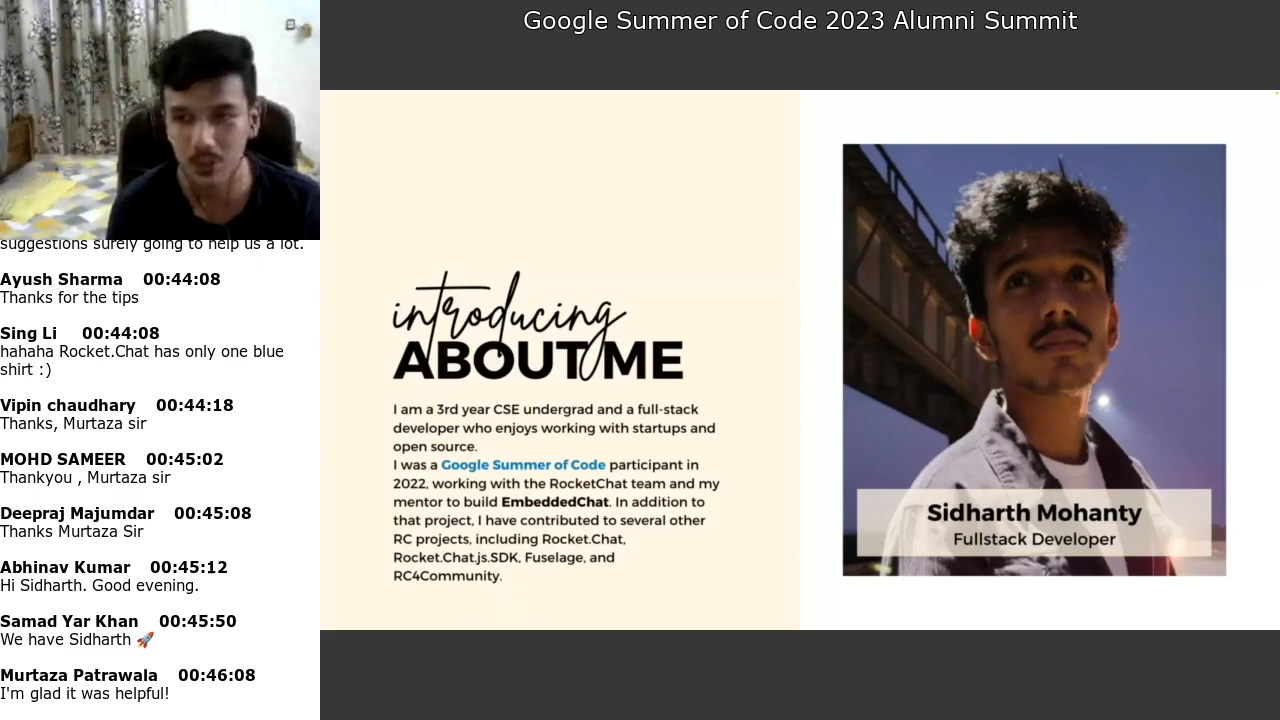 Google Summer of Code 2023 Alumni Summit
suggestions surely going to help us a lot.
Ayush Sharma 00:44:08
Thanks for the tips
Sing Li 00:44:08
hahaha Rocket.Chat has only one blue
shirt :)
Vipin chaudhary 00:44:18
Thanks, Murtaza sir
MOHD SAMEER 00:45:02
Thankyou , Murtaza sir
Deepraj Majumdar 00:45:08
Thanks Murtaza Sir
Abhinav Kumar 00:45:12
Hi Sidharth. Good evening.
Samad Yar Khan 00:45:50
We have Sidharth 🚀
Murtaza Patrawala 00:46:08
I'm glad it was helpful!
introducing
ABOUT ME
I am a 3rd year CSE undergrad and a full-stack
developer who enjoys working with startups and
open source.
I was a Google Summer of Code participant in
2022, working with the RocketChat team and my
mentor to build EmbeddedChat. In addition to
that project, I have contributed to several other
RC projects, including Rocket.Chat,
Rocket.Chat.js.SDK, Fuselage, and
RC4Community.
Sidharth Mohanty
Fullstack Developer